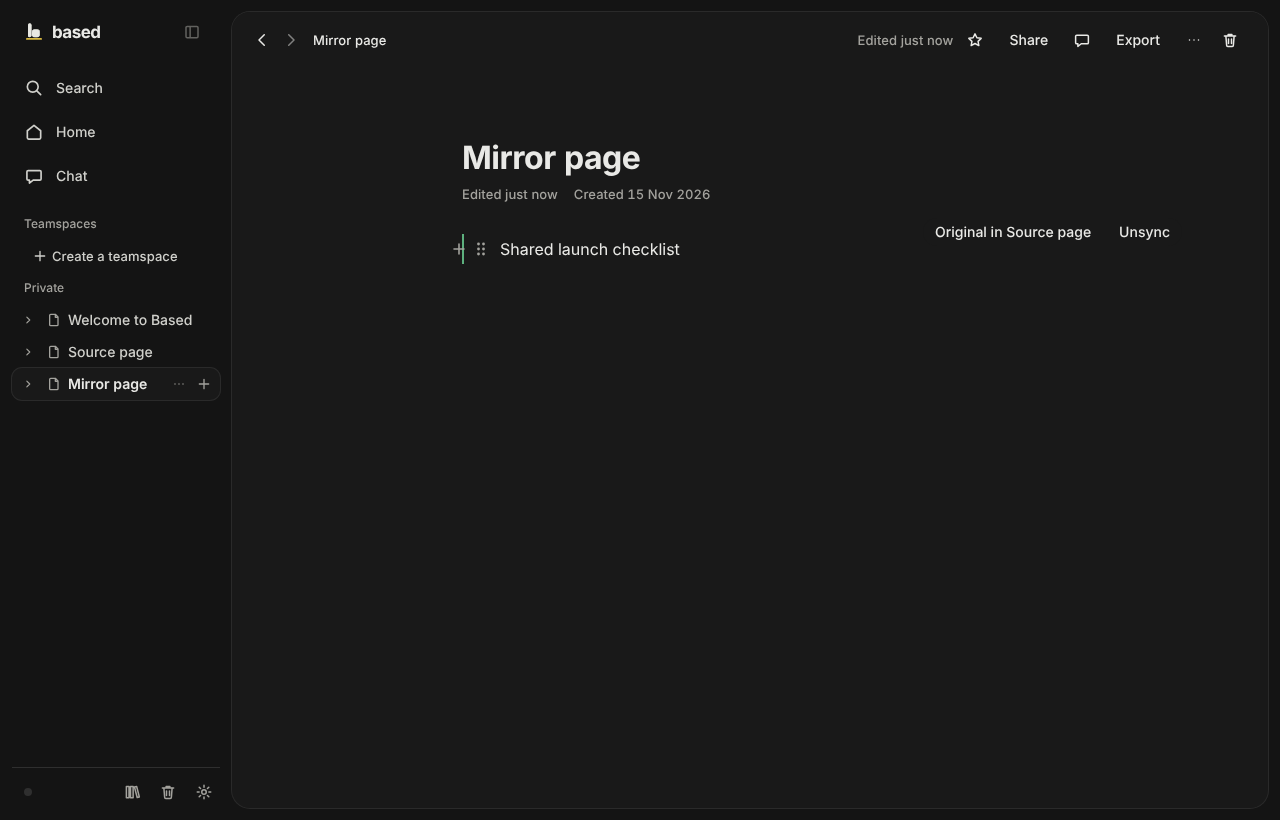 based
Search
Home
Chat
Teamspaces
Create a teamspace
Private
Welcome to Based
Source page
Mirror page
Mirror page
Edited just now
Share
Export
Mirror page
Edited just now Created 15 Nov 2026
Original in Source page Unsync
Shared launch checklist